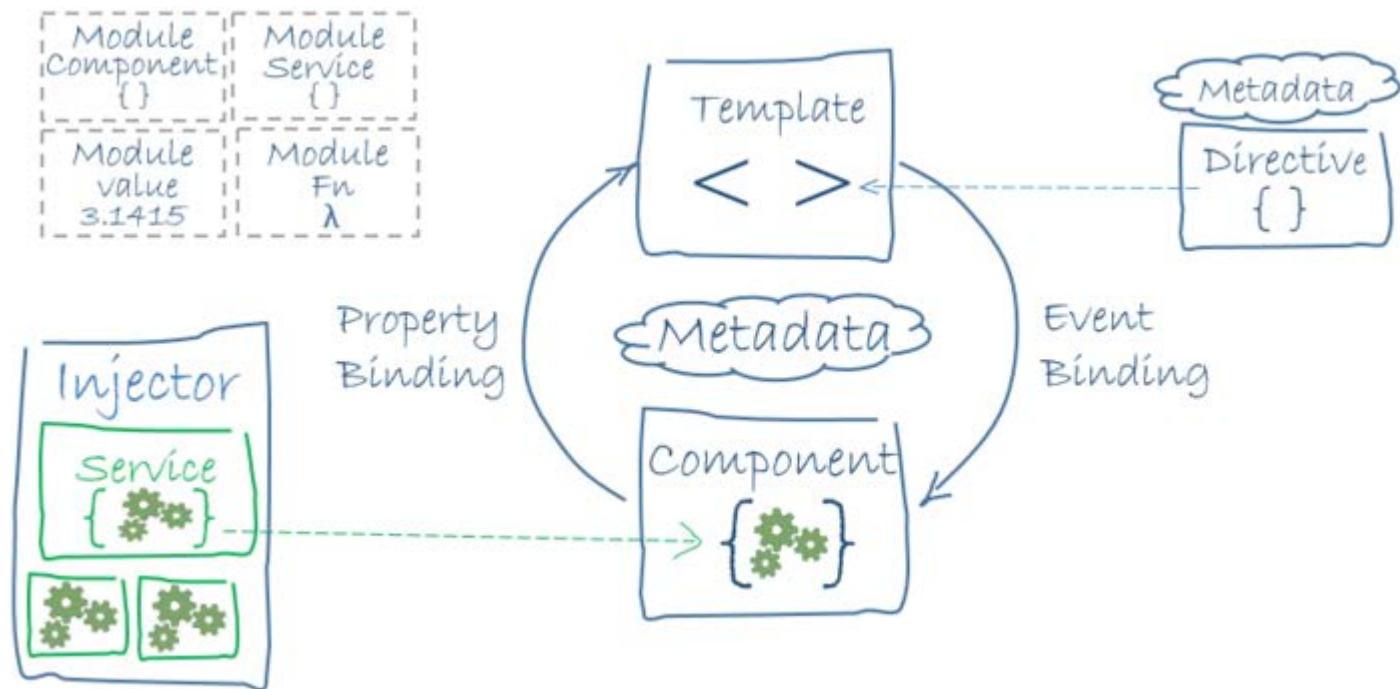 Module
Component
{ }
Module
Service
{ }
Module
value
3.1415
Module
Fn
λ
Template
< >
Metadata
Directive
{ }
Property
Binding
Metadata
Event
Binding
Injector
Service
{ }
Component
{ }